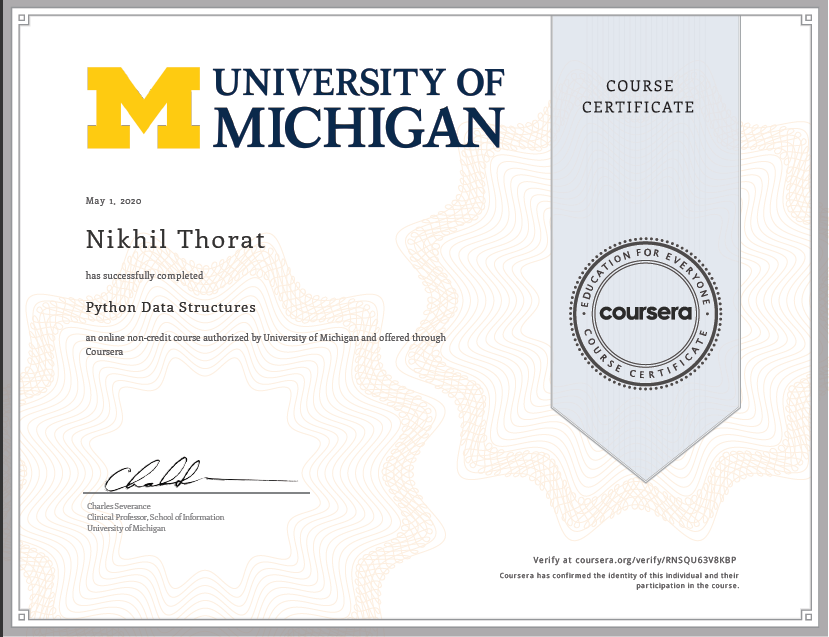 UNIVERSITY OF
MICHIGAN
COURSE
CERTIFICATE
May 1, 2020
Nikhil Thorat
has successfully completed
Python Data Structures
an online non-credit course authorized by University of Michigan and offered through
Coursera
EDUCATION FOR EVERYONE
coursera
COURSE CERTIFICATE
Charles Severance
Clinical Professor, School of Information
University of Michigan
Verify at coursera.org/verify/RNSQU63V8KBP
Coursera has confirmed the identity of this individual and their
participation in the course.